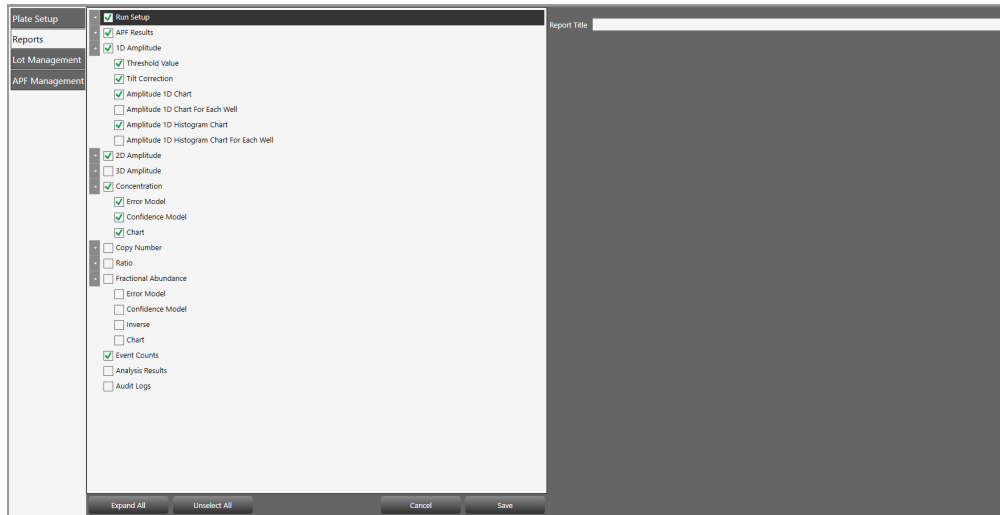 Plate Setup
Reports
Lot Management
APF Management
Run Setup
APF Results
1D Amplitude
Threshold Value
Tilt Correction
Amplitude 1D Chart
Amplitude 1D Chart For Each Well
Amplitude 1D Histogram Chart
Amplitude 1D Histogram Chart For Each Well
2D Amplitude
3D Amplitude
Concentration
Error Model
Confidence Model
Chart
Copy Number
Ratio
Fractional Abundance
Error Model
Confidence Model
Inverse
Chart
Event Counts
Analysis Results
Audit Logs
Report Title
Expand All
Unselect All
Cancel
Save